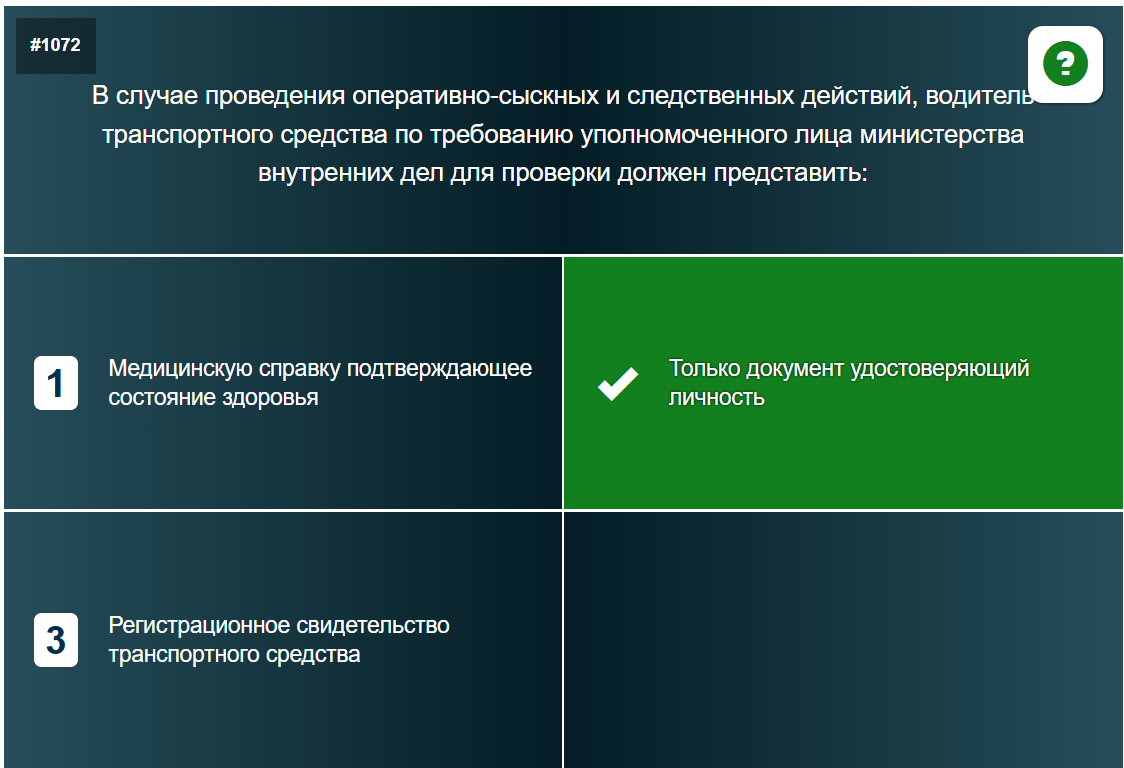 #1072
?
В случае проведения оперативно-сыскных и следственных действий, водитель
транспортного средства по требованию уполномоченного лица министерства
внутренних дел для проверки должен представить:
1
Медицинскую справку подтверждающее
состояние здоровья
Только документ удостоверяющий
личность
3
Регистрационное свидетельство
транспортного средства